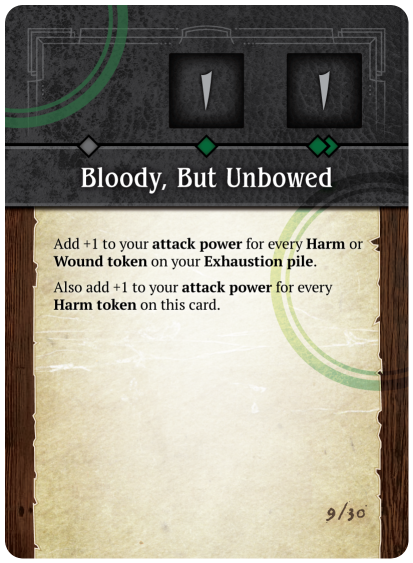 Bloody, But Unbowed
Add +1 to your attack power for every Harm or
Wound token on your Exhaustion pile.
Also add +1 to your attack power for every
Harm token on this card.
9/30